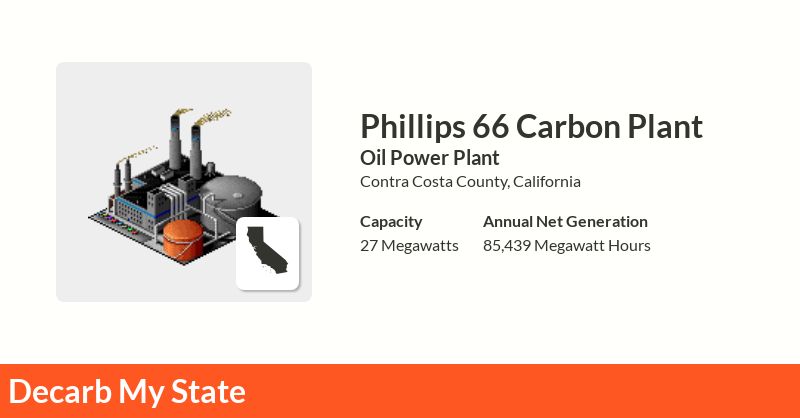 Phillips 66 Carbon Plant
Oil Power Plant
Contra Costa County, California
Capacity Annual Net Generation
27 Megawatts 85,439 Megawatt Hours
Decarb My State